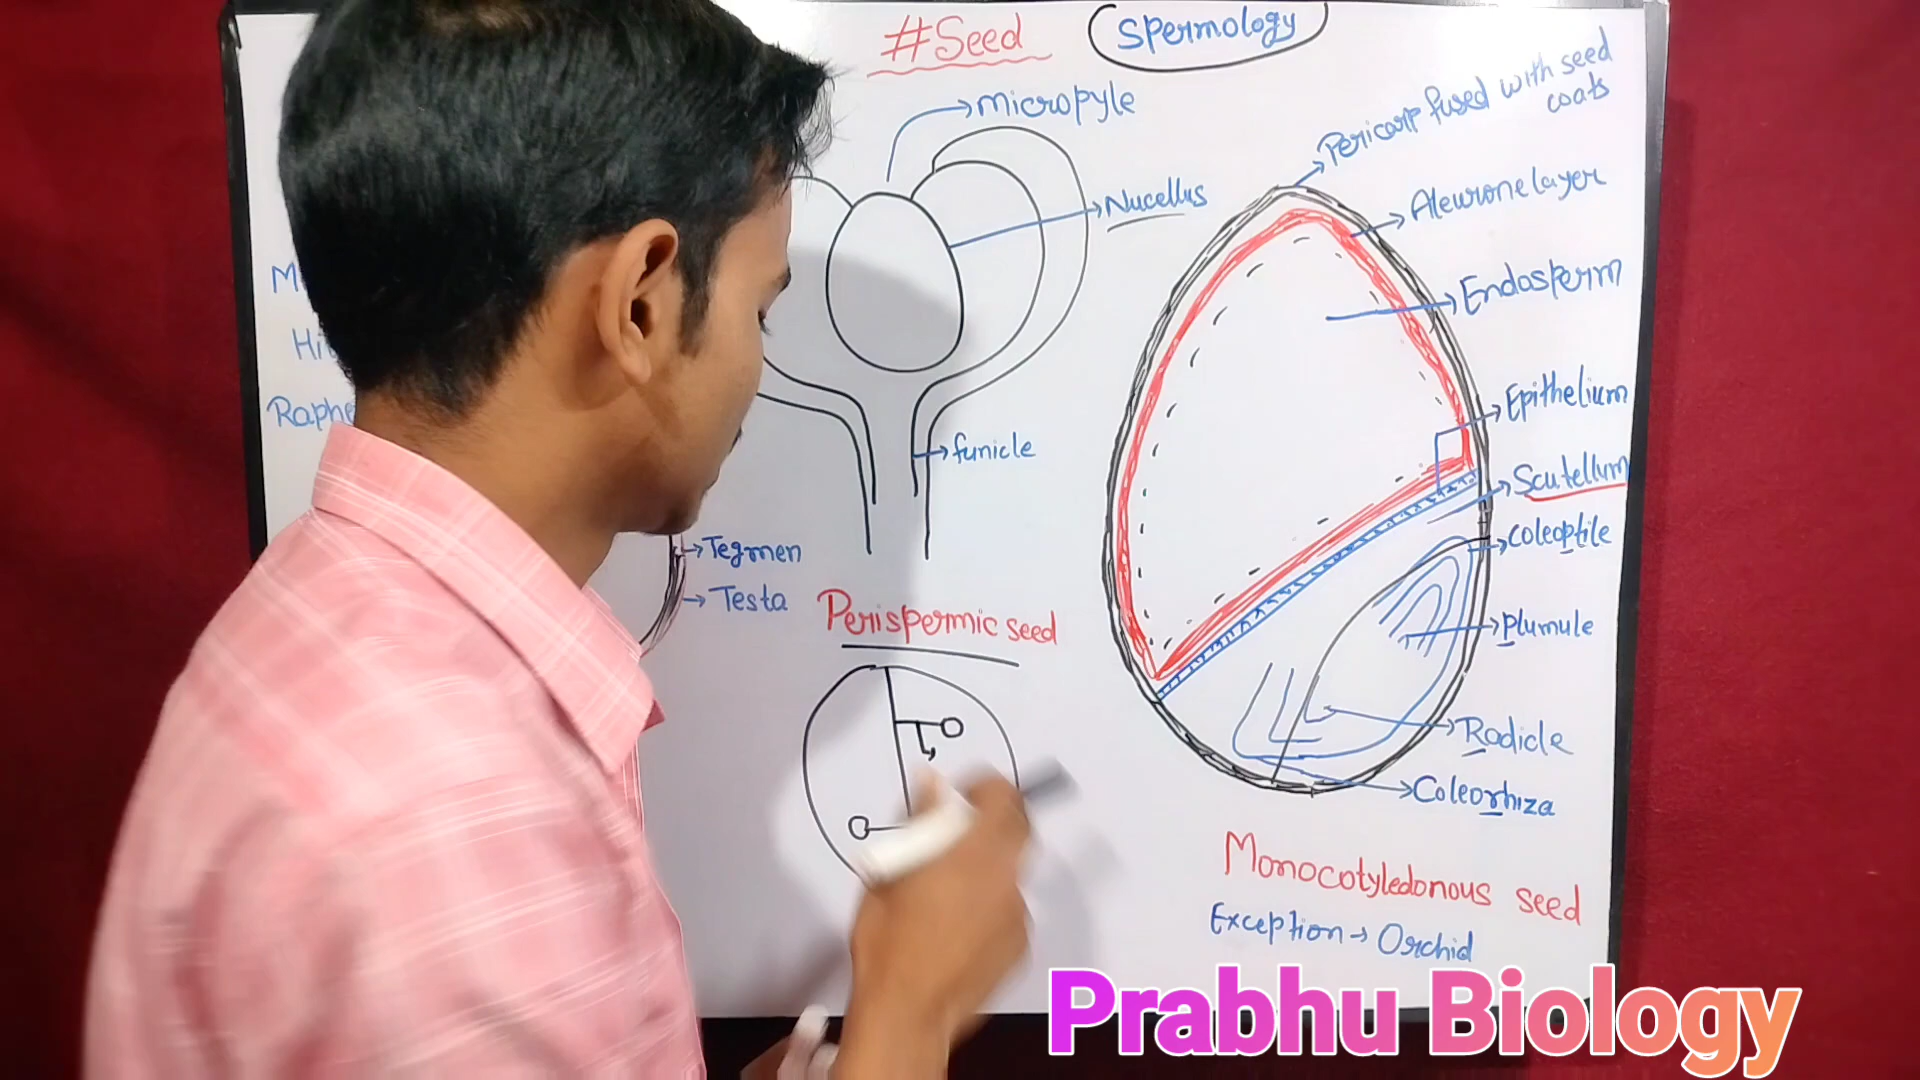 #Seed
Spermology
Micropyle
Nucellus
funicle
Raphe
Tegmen
Testa
Perispermic seed
Pericarp fused with seed
coats
Aleurone layer
Endosperm
Epithelium
Scutellum
coleoptile
Plumule
Radicle
Coleorhiza
Monocotyledonous seed
Exception → Orchid
Prabhu Biology